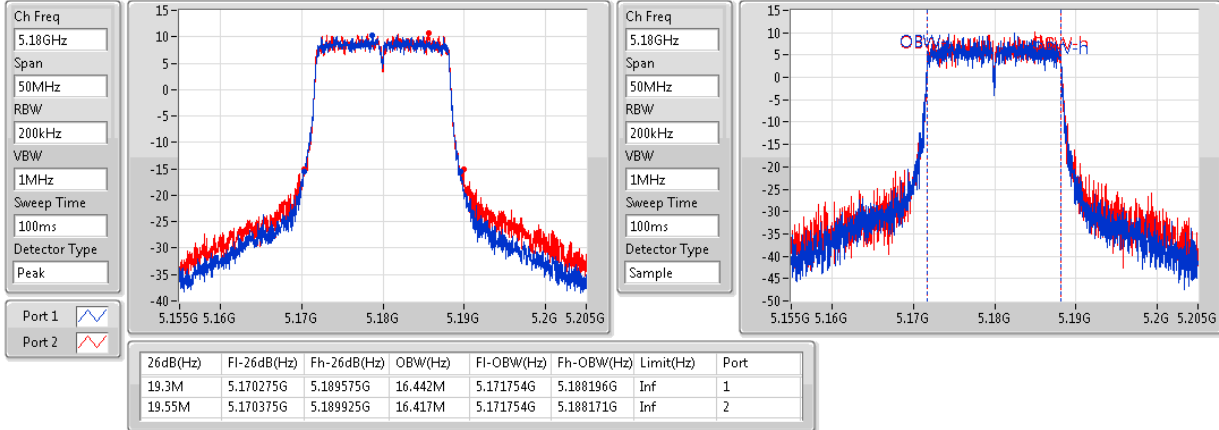 Ch Freq
5.18GHz
Span
50MHz
RBW
200kHz
VBW
1MHz
Sweep Time
100ms
Detector Type
Peak
Port 1
Port 2
15
10
5
0
-5
-10
-15
-20
-25
-30
-35
-40
5.155G 5.16G 5.17G 5.18G 5.19G 5.2G 5.205G
Ch Freq
5.18GHz
Span
50MHz
RBW
200kHz
VBW
1MHz
Sweep Time
100ms
Detector Type
Sample
15
10
5
0
-5
-10
-15
-20
-25
-30
-35
-40
-45
-50
5.155G 5.16G 5.17G 5.18G 5.19G 5.2G 5.205G
26dB(Hz) Fl-26dB(Hz) Fh-26dB(Hz) OBW(Hz) Fl-OBW(Hz) Fh-OBW(Hz) Limit(Hz) Port
19.3M 5.170275G 5.189575G 16.442M 5.171754G 5.188196G Inf 1
19.55M 5.170375G 5.189925G 16.417M 5.171754G 5.188171G Inf 2